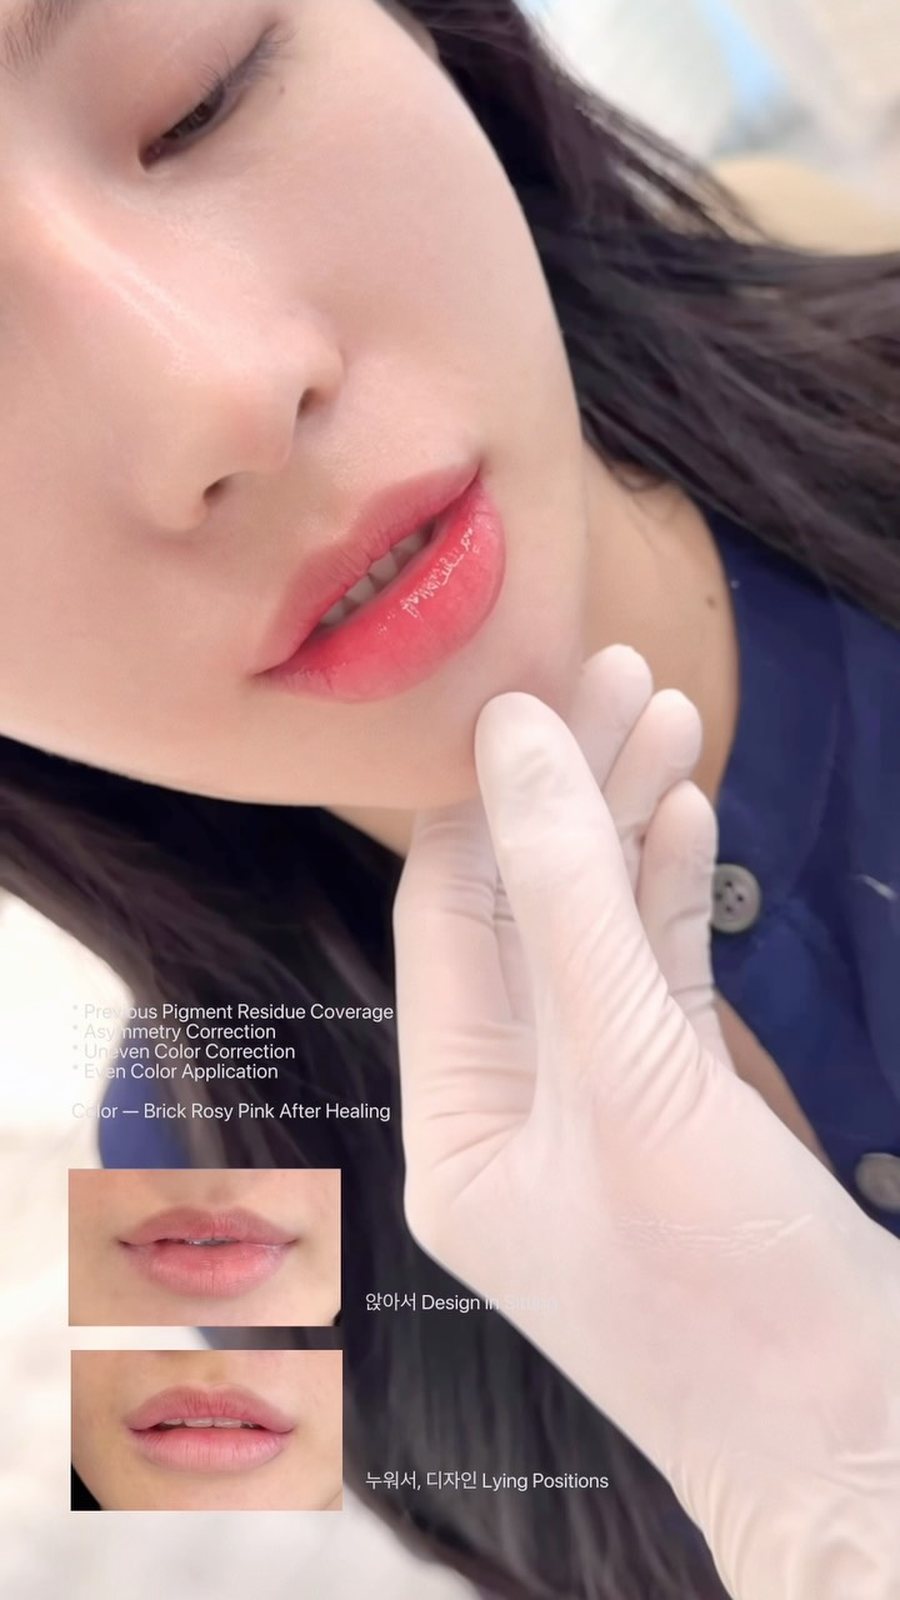 * Previous Pigment Residue Coverage
* Asymmetry Correction
* Uneven Color Correction
* Even Color Application
Color — Brick Rosy Pink After Healing
앉아서 Design In Sitting
누워서, 디자인 Lying Positions